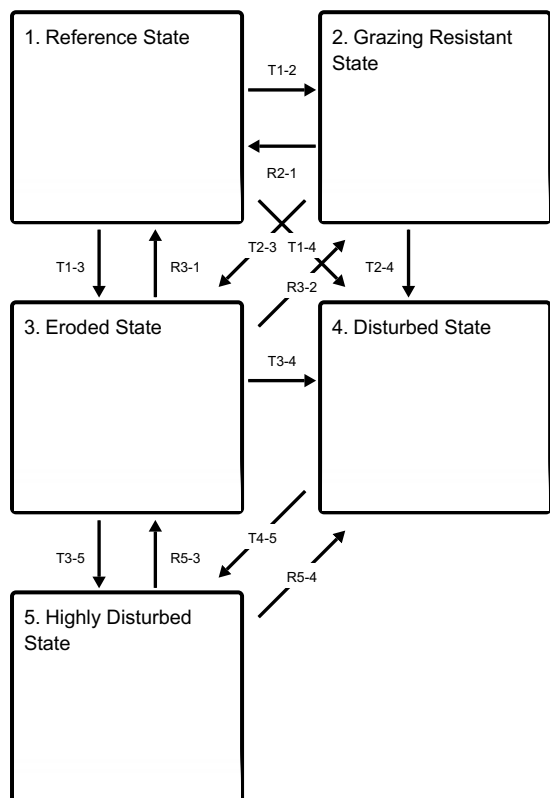 1. Reference State
2. Grazing Resistant
State
T1-2
R2-1
T1-3
R3-1
T2-3
T1-4
R3-2
T2-4
3. Eroded State
4. Disturbed State
T3-4
T3-5
R5-3
T4-5
R5-4
5. Highly Disturbed
State